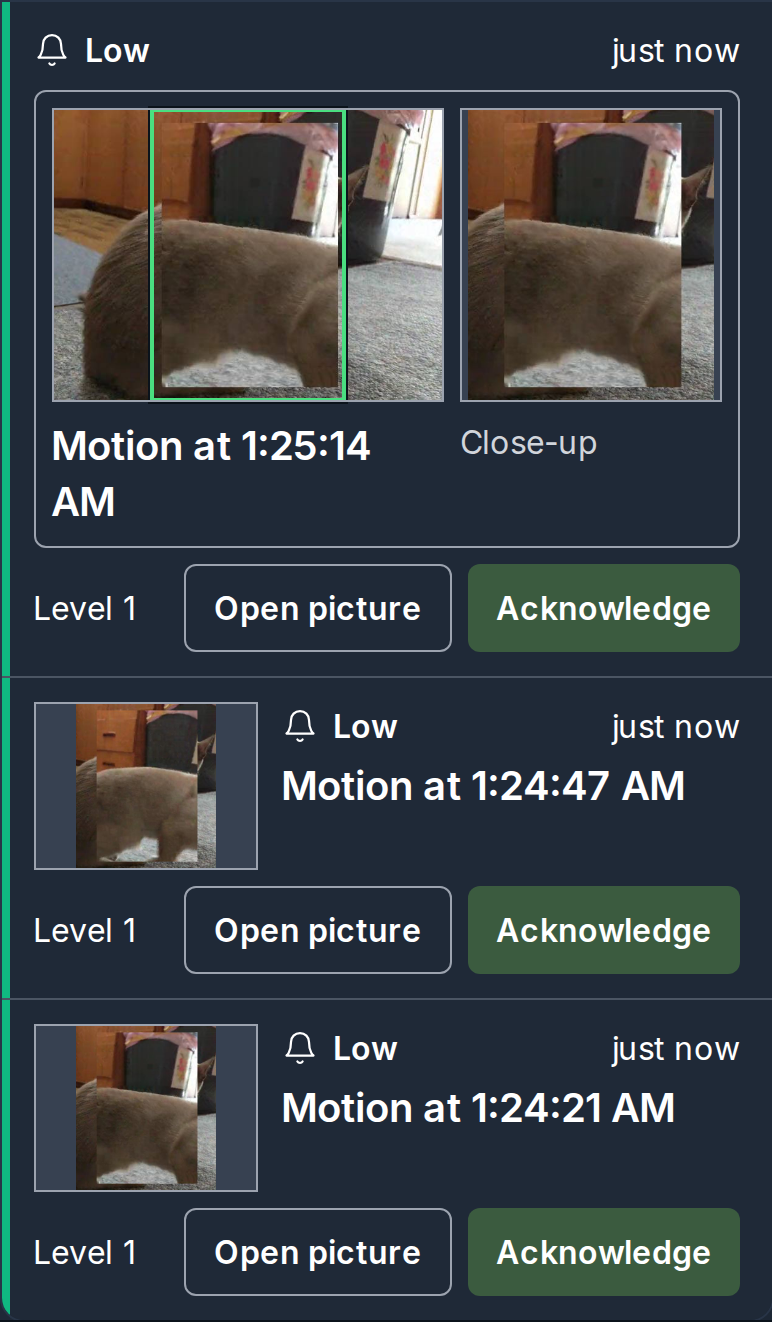 Low
just now
Motion at 1:25:14
AM
Close-up
Level 1
Open picture
Acknowledge
Low
just now
Motion at 1:24:47 AM
Level 1
Open picture
Acknowledge
Low
just now
Motion at 1:24:21 AM
Level 1
Open picture
Acknowledge